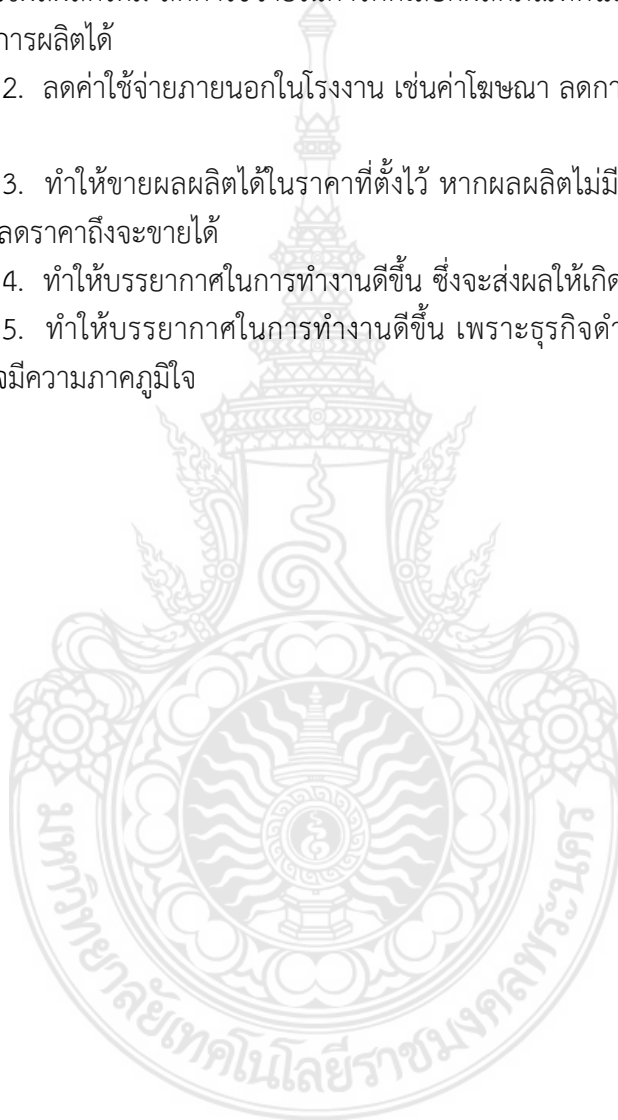 การผลิตได้
2. ลดค่าใช้จ่ายภายนอกในโรงงาน เช่นค่าโฆษณา ลดกา
3. ทำให้ขายผลผลิตได้ในราคาที่ตั้งไว้ หากผลผลิตไม่มี
ลดราคาถึงจะขายได้
4. ทำให้บรรยากาศในการทำงานดีขึ้น ซึ่งจะส่งผลให้เกิด
5. ทำให้บรรยากาศในการทำงานดีขึ้น เพราะธุรกิจดำ
จมีความภาคภูมิใจ
มหาวิทยาลัยเทคโนโลยีราชมงคลพระนคร